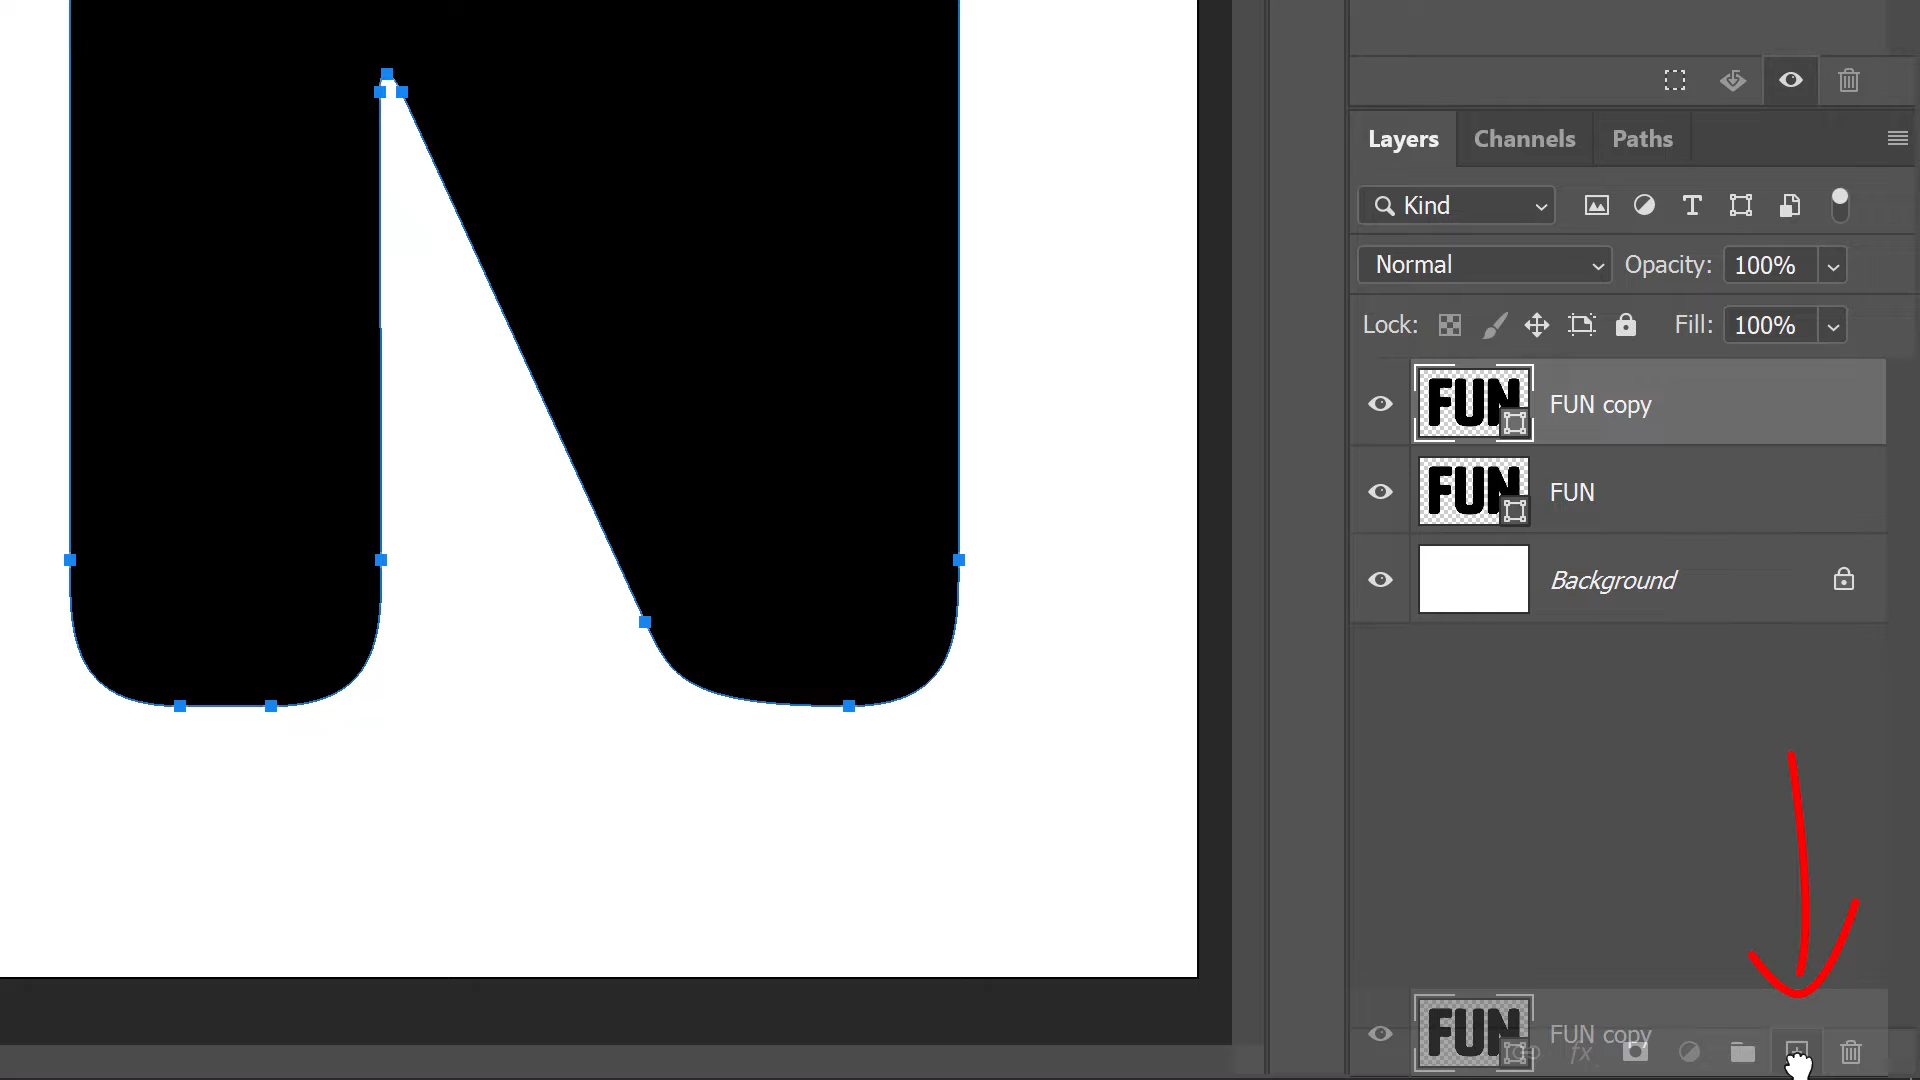 Layers Channels Paths
Kind
Normal Opacity: 100%
Lock: Fill: 100%
FUN FUN copy
FUN FUN
Background
FUN FUN copy
fx